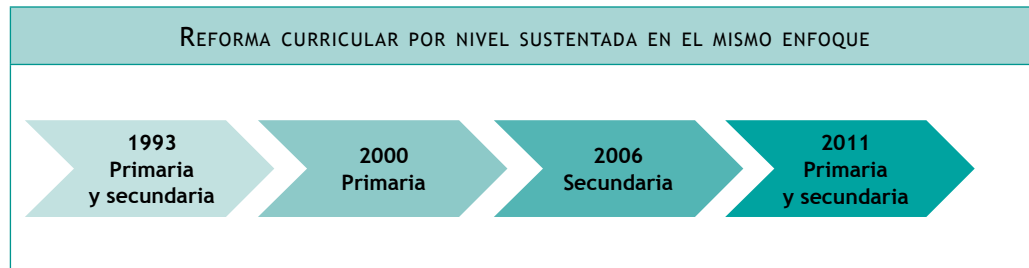 REFORMA CURRICULAR POR NIVEL SUSTENTADA EN EL MISMO ENFOQUE
1993
Primaria
y secundaria
2000
Primaria
2006
Secundaria
2011
Primaria
y secundaria